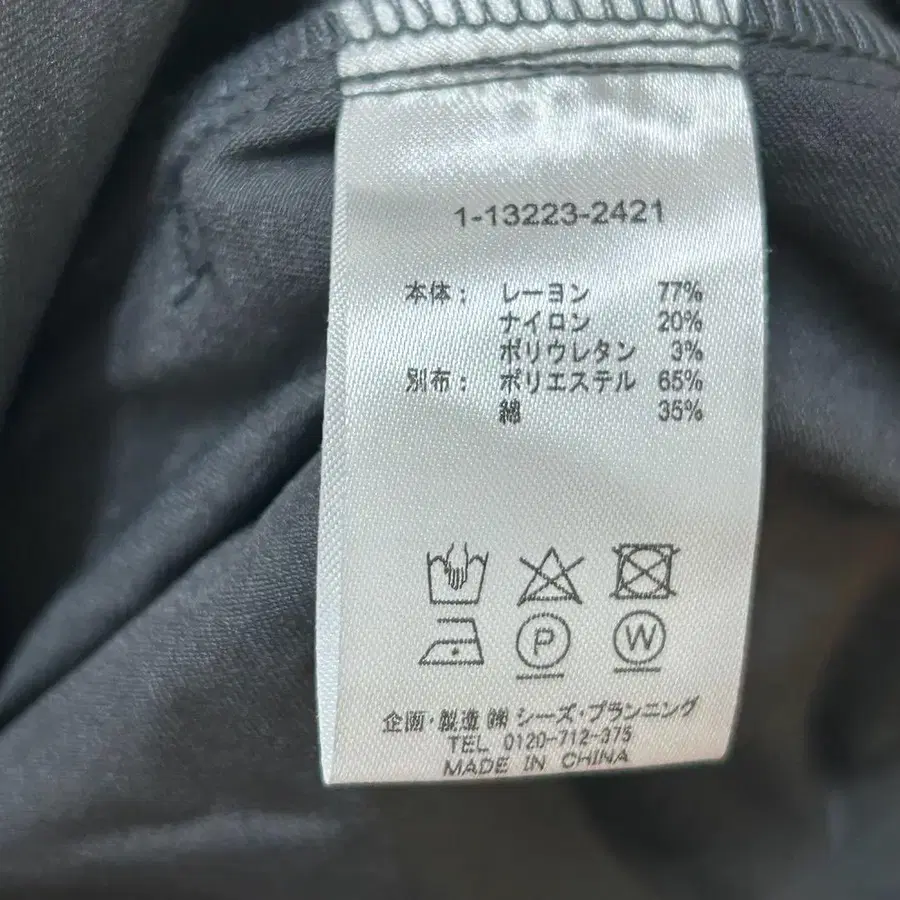 1-13223-2421
本体： レーヨン 77%
ナイロン 20%
ポリウレタン 3%
別布： ポリエステル 65%
綿 35%
P W
企画・製造 ㈱シーズ・プランニング
TEL 0120-712-375
MADE IN CHINA